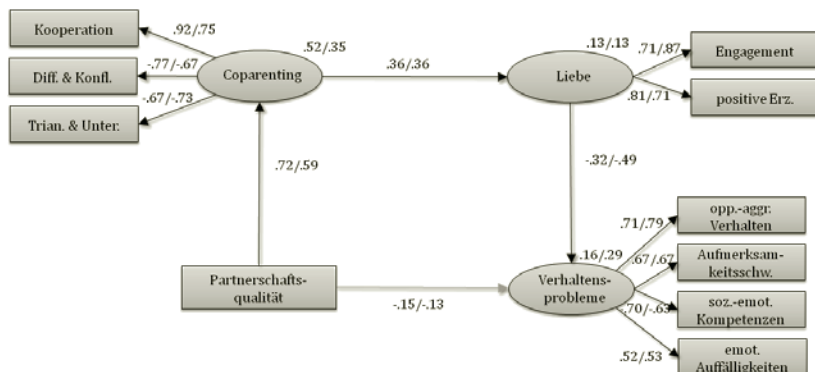 Kooperation
.92/.75
.52/.35
.13/.13
.71/.87
Engagement
Diff. & Konfl.
-.77/-.67
Coparenting
.36/.36
Liebe
-.67/-.73
.81/.71
positive Erz.
Trian. & Unter.
.72/.59
-.32/-.49
opp.-aggr.
Verhalten
.71/.79
Partnerschafts-
qualität
-.15/-.13
Verhaltens-
probleme
.16/.29
.67/.67
Aufmerksam-
keitsschw.
-.70/-.63
soz.-emot.
Kompetenzen
.52/.53
emot.
Auffälligkeiten